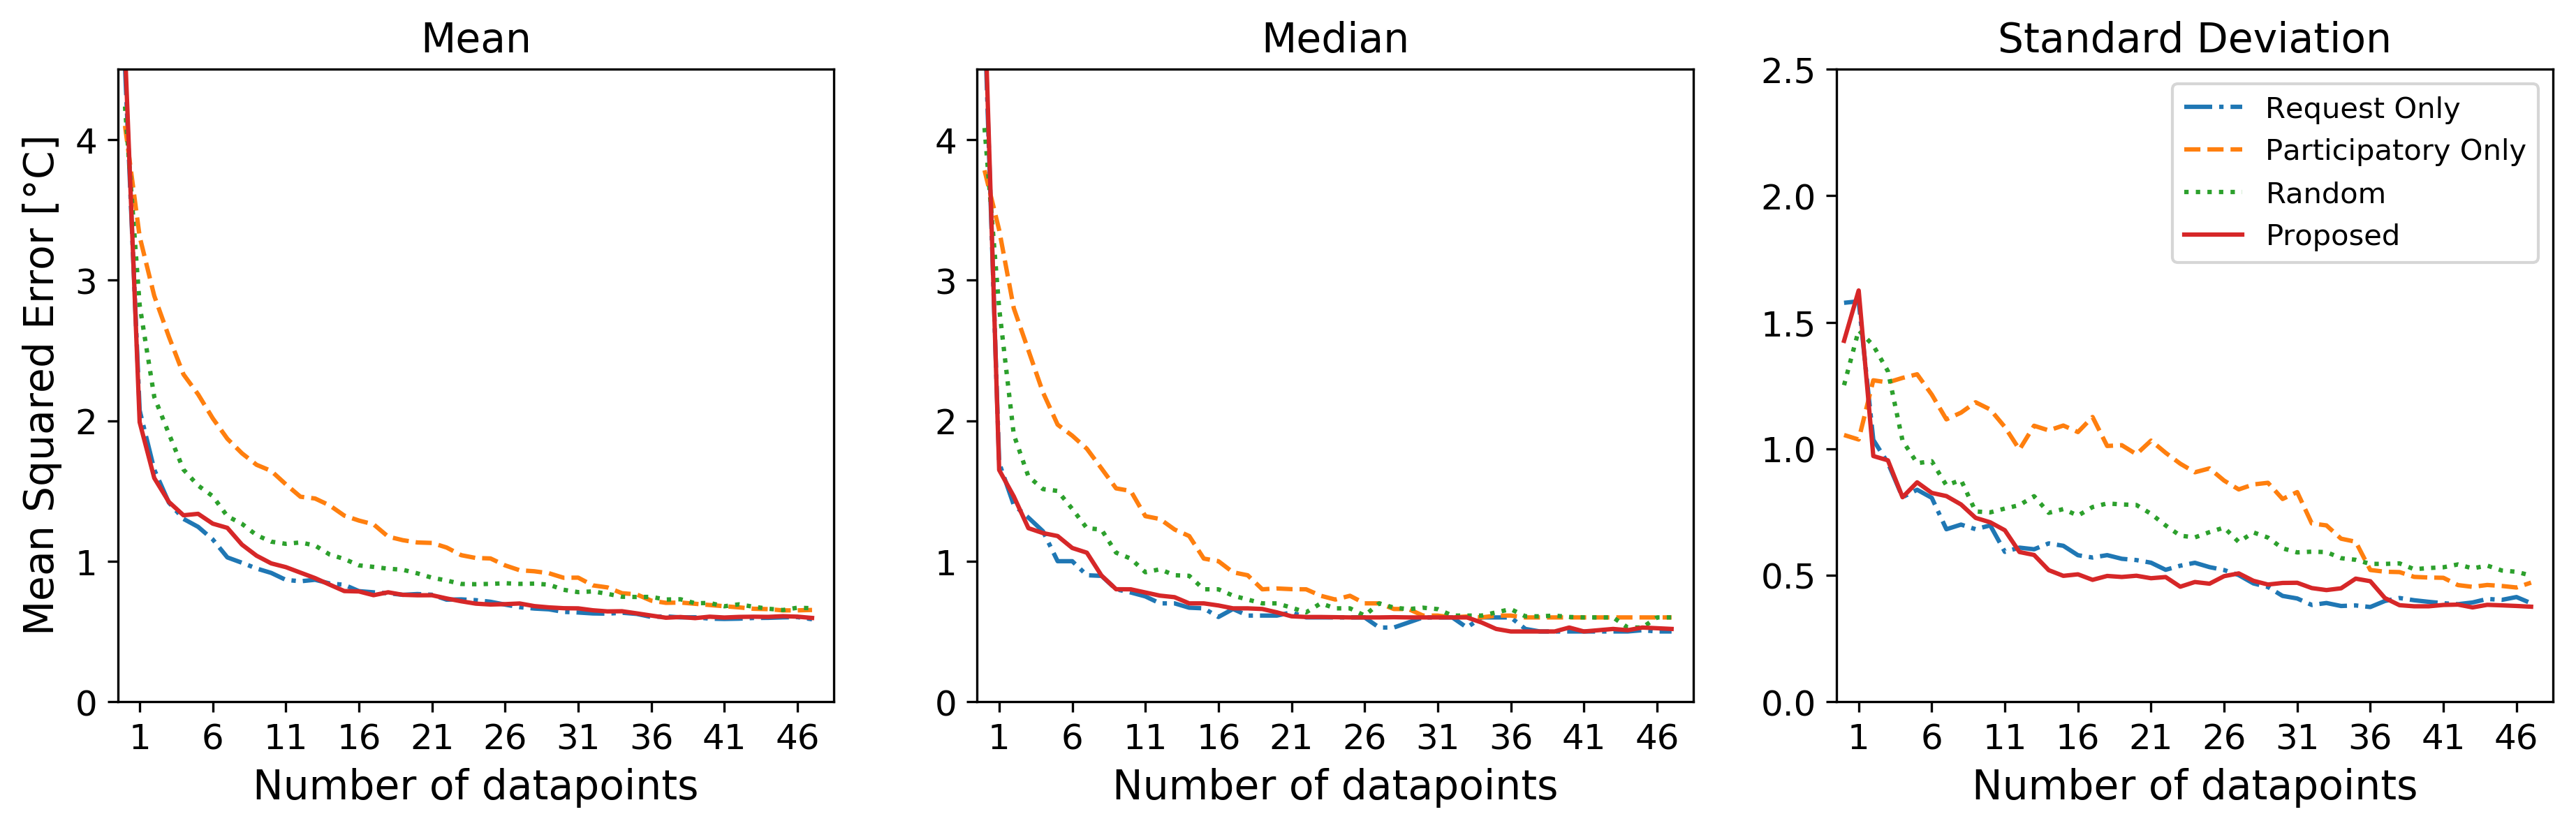 Mean
Mean Squared Error [°C]
4
3
2
1
0
1 6 11 16 21 26 31 36 41 46
Number of datapoints
Median
4
3
2
1
0
1 6 11 16 21 26 31 36 41 46
Number of datapoints
Standard Deviation
2.5
2.0
1.5
1.0
0.5
0.0
1 6 11 16 21 26 31 36 41 46
Number of datapoints
Request Only
Participatory Only
Random
Proposed